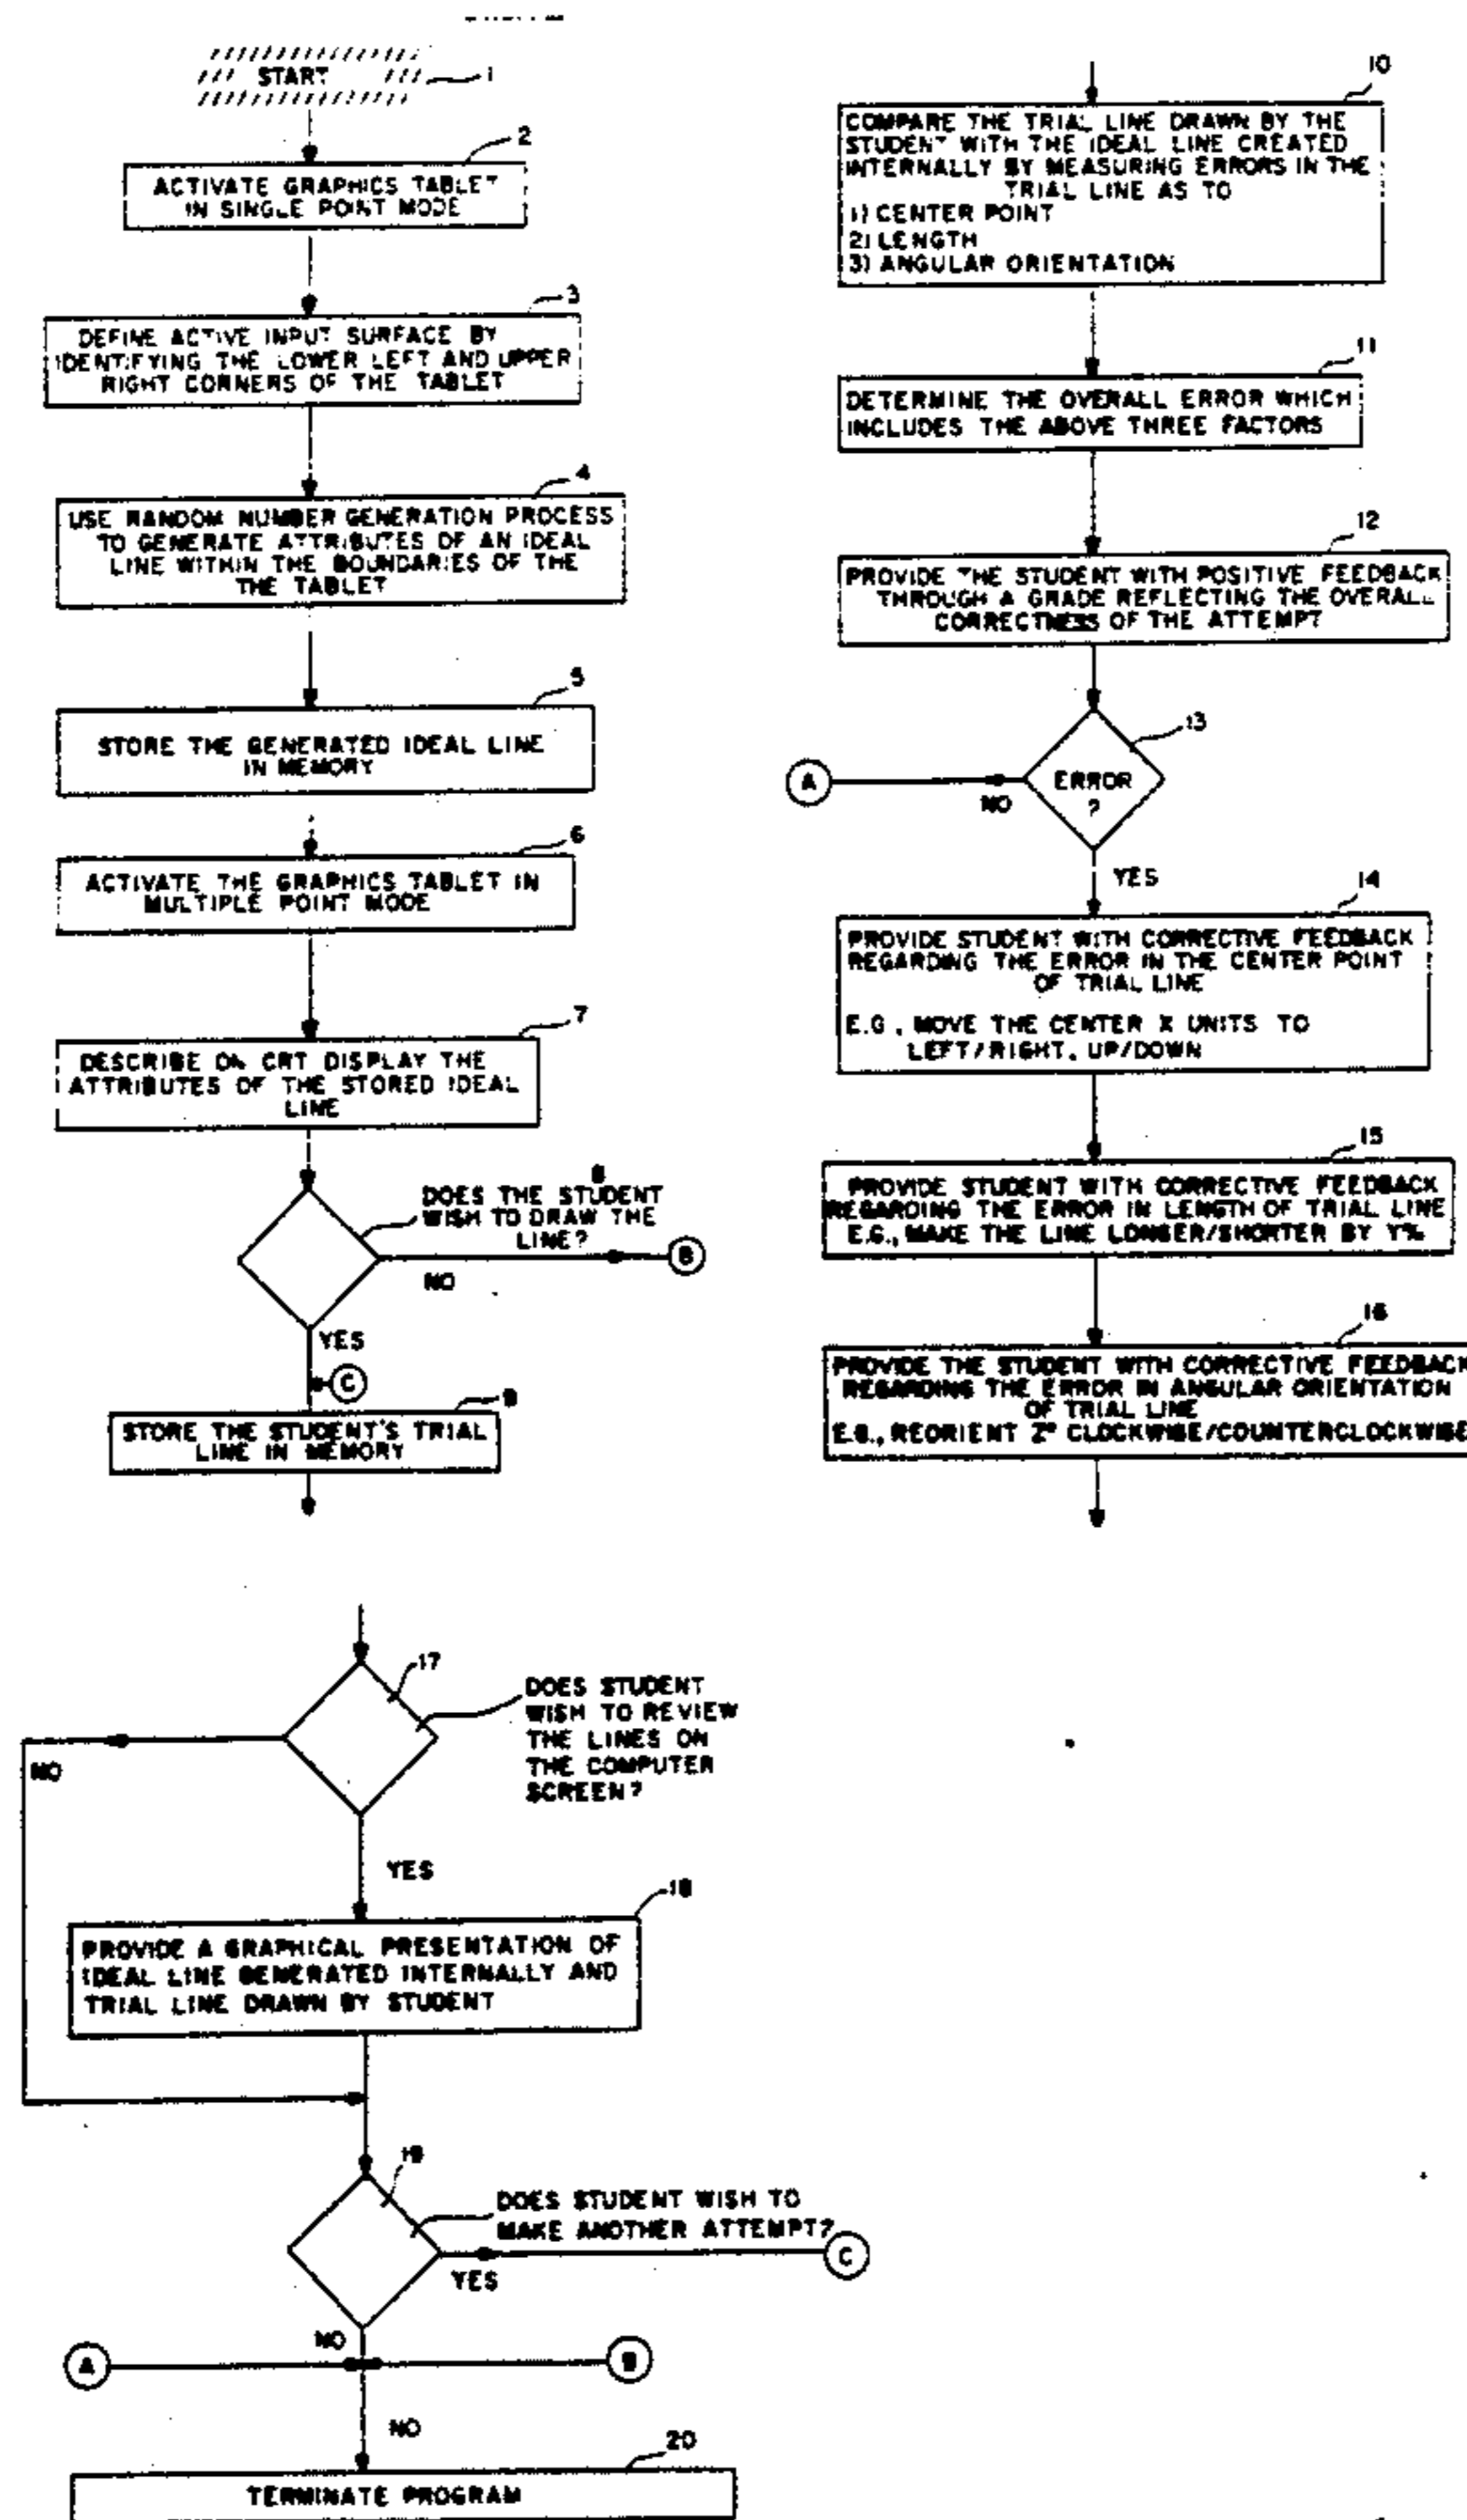 START
1
2
ACTIVATE GRAPHICS TABLET
IN SINGLE POINT MODE
3
DEFINE ACTIVE INPUT SURFACE BY
IDENTIFYING THE LOWER LEFT AND UPPER
RIGHT CORNERS OF THE TABLET
4
USE RANDOM NUMBER GENERATION PROCESS
TO GENERATE ATTRIBUTES OF AN IDEAL
LINE WITHIN THE BOUNDARIES OF THE
THE TABLET
5
STORE THE GENERATED IDEAL LINE
IN MEMORY
6
ACTIVATE THE GRAPHICS TABLET IN
MULTIPLE POINT MODE
7
DESCRIBE ON CRT DISPLAY THE
ATTRIBUTES OF THE STORED IDEAL
LINE
8
DOES THE STUDENT
WISH TO DRAW THE
LINE?
B
NO
YES
C
9
STORE THE STUDENT'S TRIAL
LINE IN MEMORY
10
COMPARE THE TRIAL LINE DRAWN BY THE
STUDENT WITH THE IDEAL LINE CREATED
INTERNALLY BY MEASURING ERRORS IN THE
TRIAL LINE AS TO
1) CENTER POINT
2) LENGTH
3) ANGULAR ORIENTATION
11
DETERMINE THE OVERALL ERROR WHICH
INCLUDES THE ABOVE THREE FACTORS
12
PROVIDE THE STUDENT WITH POSITIVE FEEDBACK
THROUGH A GRADE REFLECTING THE OVERALL
CORRECTNESS OF THE ATTEMPT
13
A
ERROR
?
NO
YES
14
PROVIDE STUDENT WITH CORRECTIVE FEEDBACK
REGARDING THE ERROR IN THE CENTER POINT
OF TRIAL LINE
E.G., MOVE THE CENTER X UNITS TO
LEFT/RIGHT, UP/DOWN
15
PROVIDE STUDENT WITH CORRECTIVE FEEDBACK
REGARDING THE ERROR IN LENGTH OF TRIAL LINE
E.G., MAKE THE LINE LONGER/SHORTER BY Y%
16
PROVIDE THE STUDENT WITH CORRECTIVE FEEDBACK
REGARDING THE ERROR IN ANGULAR ORIENTATION
OF TRIAL LINE
E.G., REORIENT Z° CLOCKWISE/COUNTERCLOCKWISE
17
DOES STUDENT
WISH TO REVIEW
THE LINES ON
THE COMPUTER
SCREEN?
NO
YES
18
PROVIDE A GRAPHICAL PRESENTATION OF
IDEAL LINE GENERATED INTERNALLY AND
TRIAL LINE DRAWN BY STUDENT
19
DOES STUDENT WISH TO
MAKE ANOTHER ATTEMPT?
C
YES
NO
A
B
NO
20
TERMINATE PROGRAM